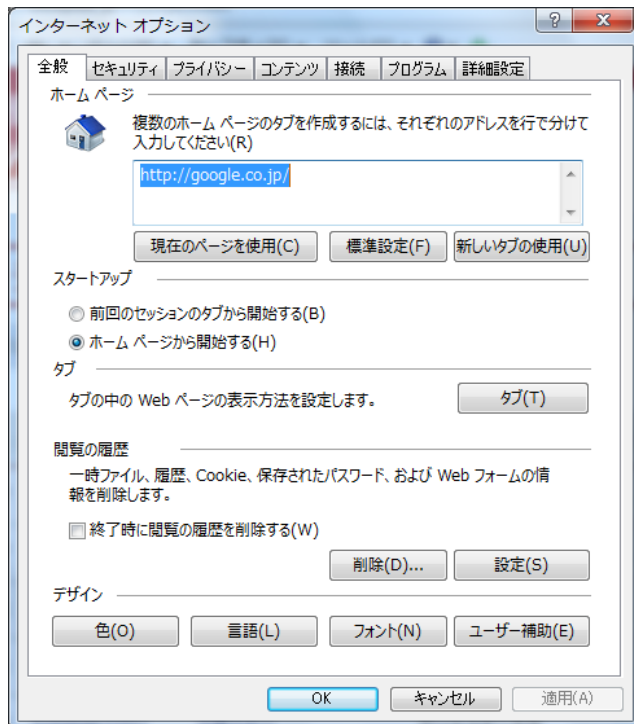 インターネット オプション
全般 セキュリティ プライバシー コンテンツ 接続 プログラム 詳細設定
ホーム ページ
複数のホーム ページのタブを作成するには、それぞれのアドレスを行で分けて
入力してください(R)
http://google.co.jp/
現在のページを使用(C) 標準設定(F) 新しいタブの使用(U)
スタートアップ
前回のセッションのタブから開始する(B)
ホーム ページから開始する(H)
タブ
タブの中の Web ページの表示方法を設定します。 タブ(T)
閲覧の履歴
一時ファイル、履歴、Cookie、保存されたパスワード、および Web フォームの情
報を削除します。
終了時に閲覧の履歴を削除する(W)
削除(D)... 設定(S)
デザイン
色(O) 言語(L) フォント(N) ユーザー補助(E)
OK キャンセル 適用(A)